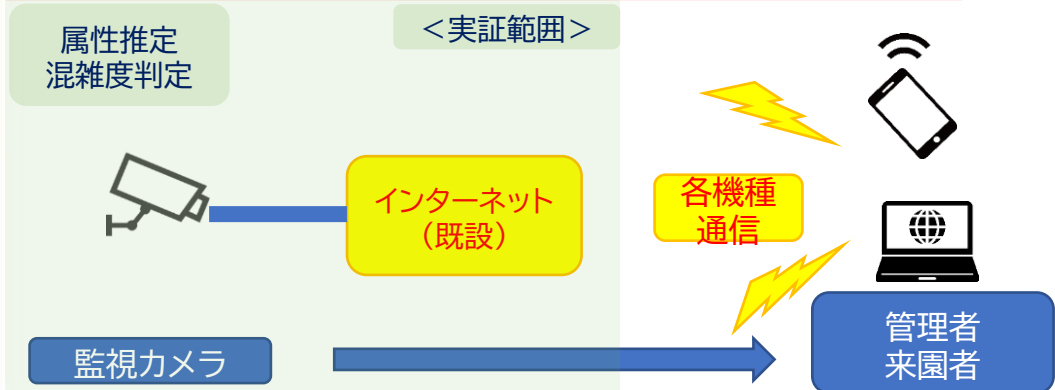 属性推定
混雑度判定
＜実証範囲＞
インターネット
（既設）
各機種
通信
監視カメラ
管理者
来園者